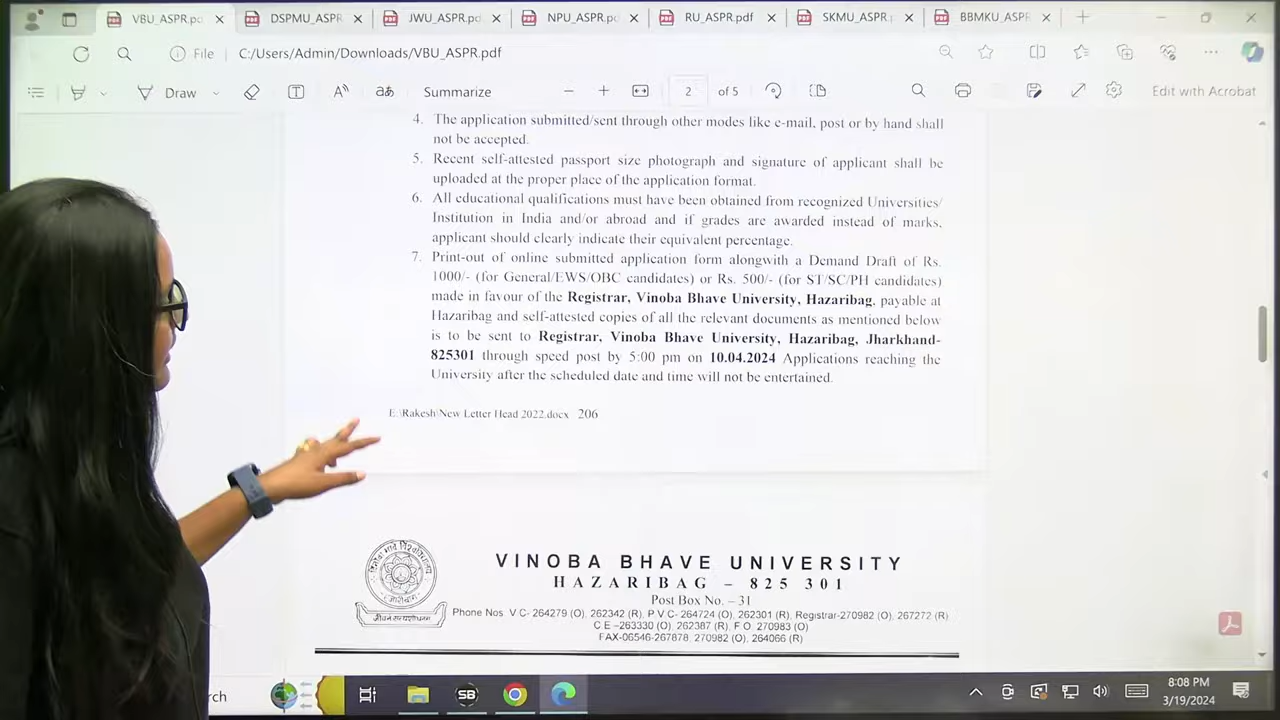 VBU_ASPR.pd
DSPMU_ASPR.
JWU_ASPR.pd
NPU_ASPR.pd
RU_ASPR.pdf
SKMU_ASPR.
BBMKU_ASPR
File C:/Users/Admin/Downloads/VBU_ASPR.pdf
Draw Summarize 2 of 5 Edit with Acrobat
4. The application submitted/sent through other modes like e-mail, post or by hand shall
not be accepted.
5. Recent self-attested passport size photograph and signature of applicant shall be
uploaded at the proper place of the application format.
6. All educational qualifications must have been obtained from recognized Universities/
Institution in India and/or abroad and if grades are awarded instead of marks,
applicant should clearly indicate their equivalent percentage.
7. Print-out of online submitted application form alongwith a Demand Draft of Rs.
1000/- (for General/EWS/OBC candidates) or Rs. 500/- (for ST/SC/PH candidates)
made in favour of the Registrar, Vinoba Bhave University, Hazaribag, payable at
Hazaribag and self-attested copies of all the relevant documents as mentioned below
is to be sent to Registrar, Vinoba Bhave University, Hazaribag, Jharkhand-
825301 through speed post by 5:00 pm on 10.04.2024 Applications reaching the
University after the scheduled date and time will not be entertained.
E:\Rakesh\New Letter Head 2022.docx 206
VINOBA BHAVE UNIVERSITY
HAZARIBAG – 825 301
Post Box No. – 31
Phone Nos. V C- 264279 (O), 262342 (R), P V C- 264724 (O), 262301 (R), Registrar-270982 (O), 267272 (R)
C E –263330 (O), 262387 (R), F O 270983 (O)
FAX-06546-267878, 270982 (O), 264066 (R)
rch
SB
8:08 PM
3/19/2024